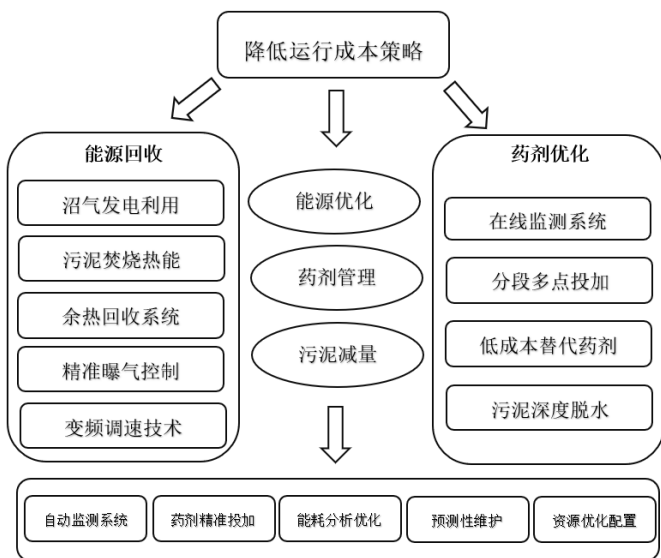 降低运行成本策略
能源回收
沼气发电利用
污泥焚烧热能
余热回收系统
精准曝气控制
变频调速技术
能源优化
药剂管理
污泥减量
药剂优化
在线监测系统
分段多点投加
低成本替代药剂
污泥深度脱水
自动监测系统
药剂精准投加
能耗分析优化
预测性维护
资源优化配置